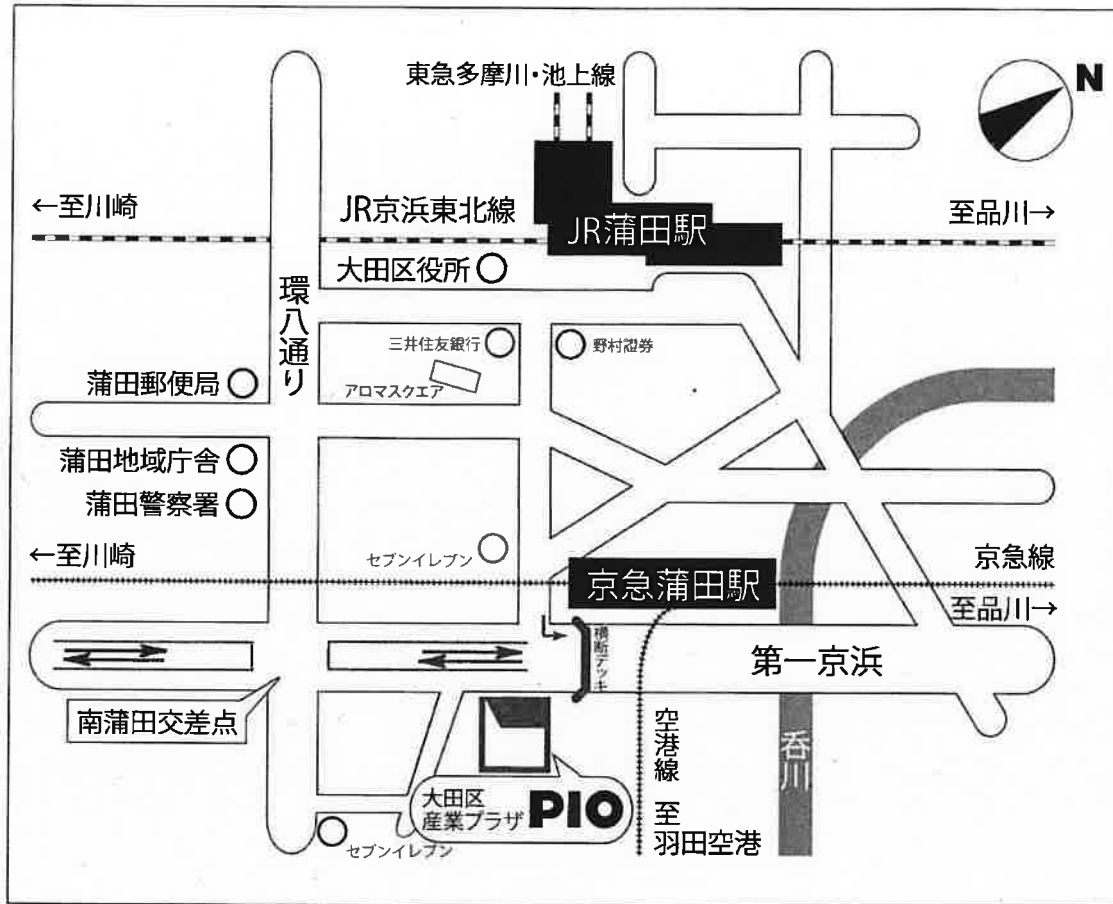 東急多摩川・池上線
N
←至川崎
JR京浜東北線
JR蒲田駅
至品川→
大田区役所
環八通り
三井住友銀行
野村證券
アロマスクエア
蒲田郵便局
蒲田地域庁舎
蒲田警察署
セブンイレブン
←至川崎
京急蒲田駅
京急線
至品川→
横断デッキ
第一京浜
南蒲田交差点
空港線 至
羽田空港
呑川
大田区
産業プラザ PIO
セブンイレブン